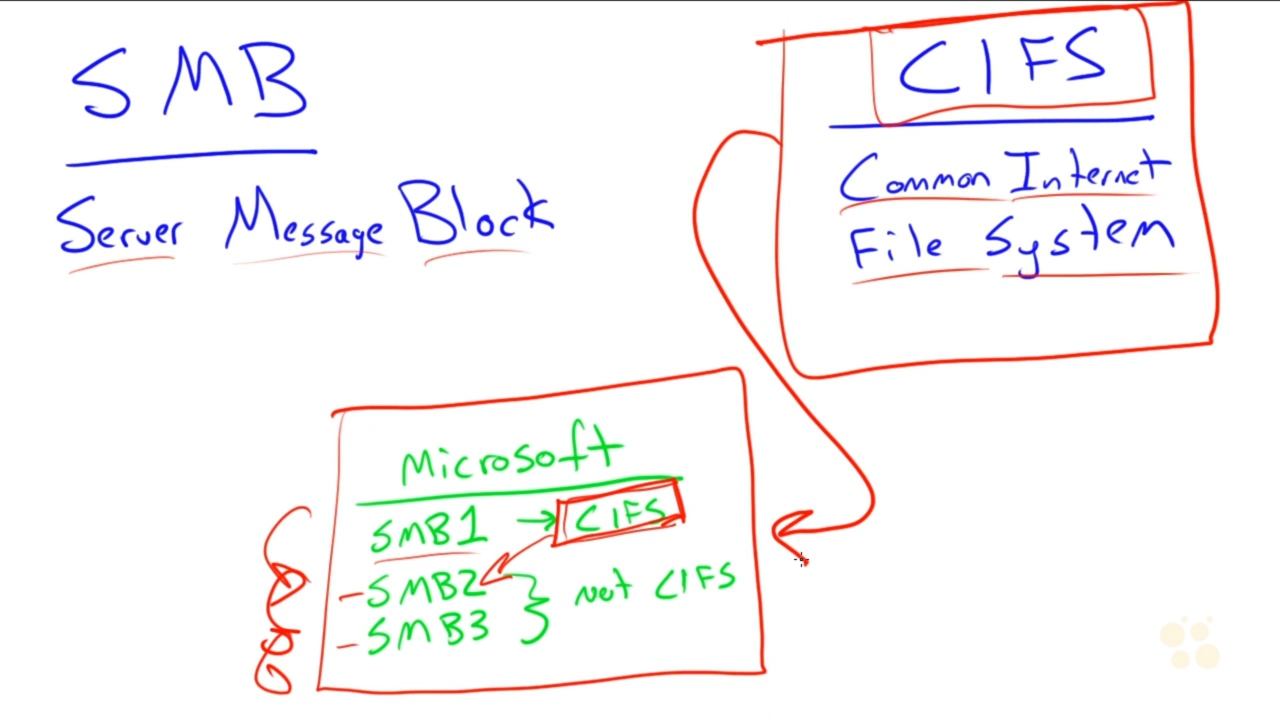 SMB
Server Message Block
CIFS
Common Internet
File System
Microsoft
SMB1 → CIFS
- SMB2
- SMB3
} not CIFS